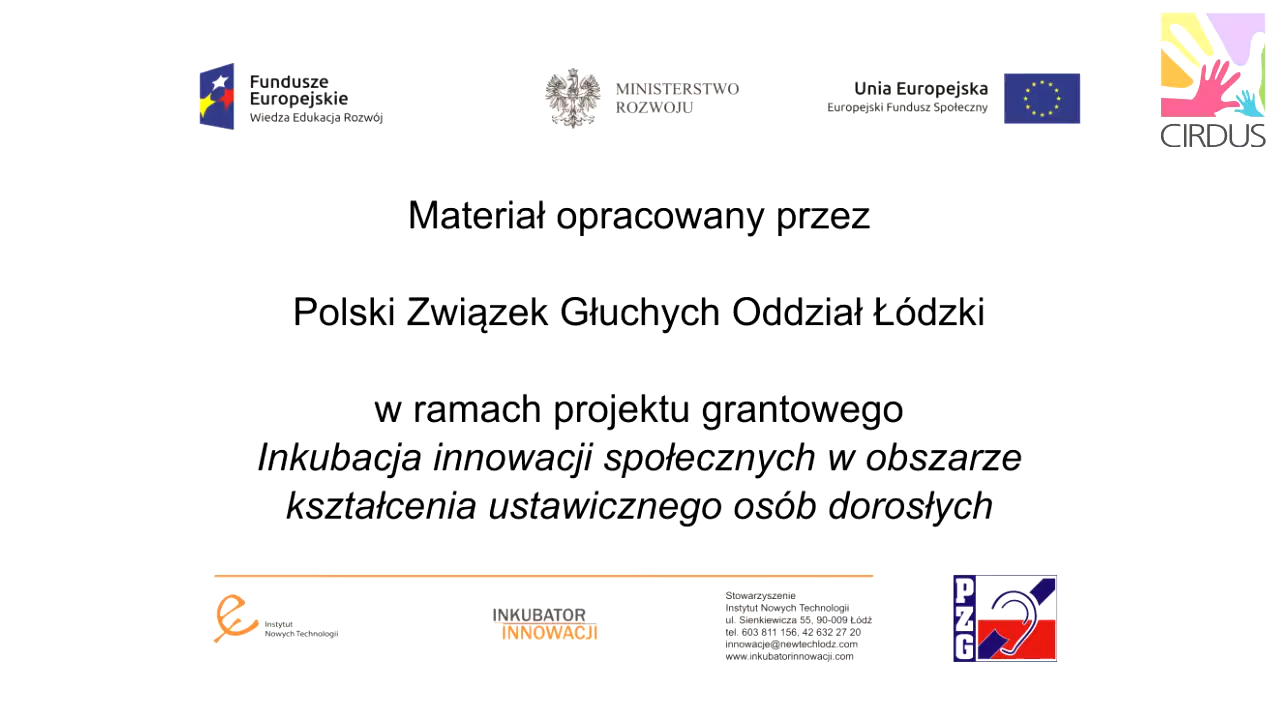 Fundusze
Europejskie
Wiedza Edukacja Rozwój
MINISTERSTWO
ROZWOJU
Unia Europejska
Europejski Fundusz Społeczny
CIRDUS
Materiał opracowany przez
Polski Związek Głuchych Oddział Łódzki
w ramach projektu grantowego
Inkubacja innowacji społecznych w obszarze
kształcenia ustawicznego osób dorosłych
Instytut
Nowych Technologii
INKUBATOR
INNOWACJI
Stowarzyszenie
Instytut Nowych Technologii
ul. Sienkiewicza 55, 90-009 Łódź
tel. 603 811 156, 42 632 27 20
innowacje@newtechlodz.com
www.inkubatorinnowacji.com
PZG